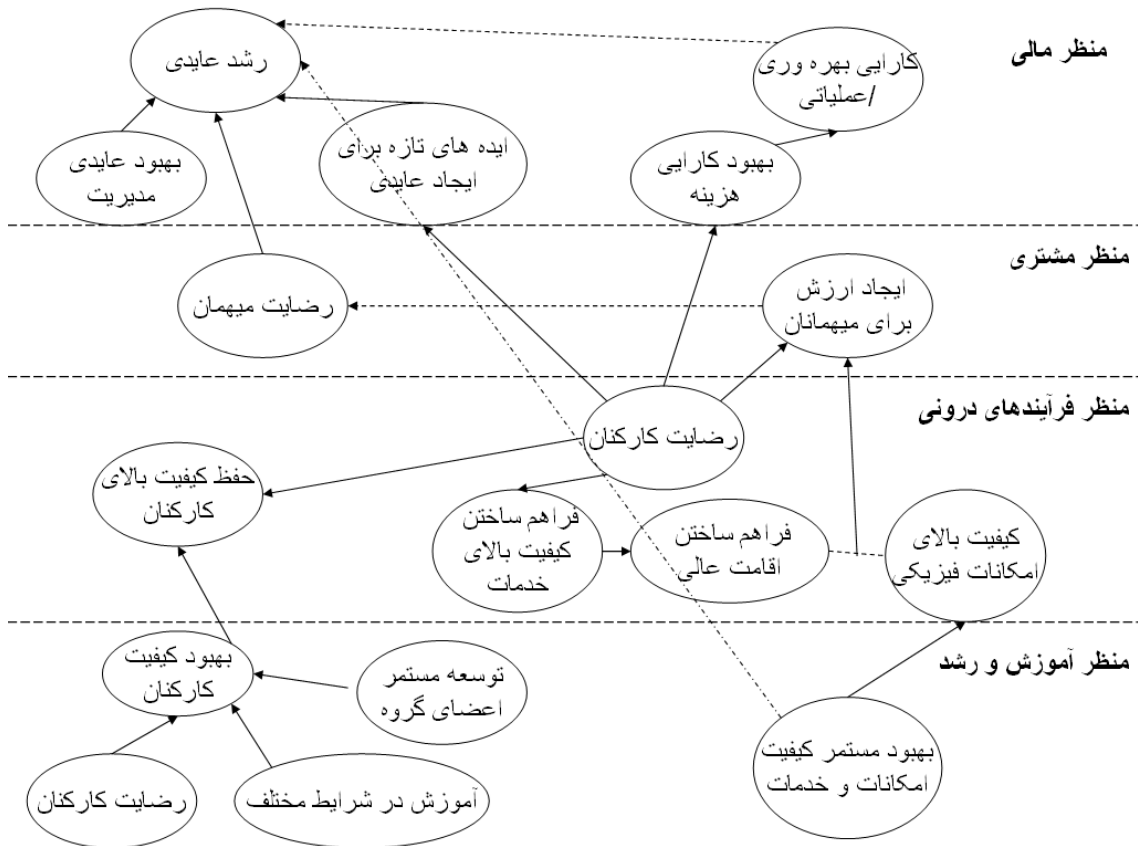 منظر مالی
کارایی بهره وری
/عملیاتی
رشد عایدی
بهبود کارایی
هزینه
ایده های تازه برای
ایجاد عایدی
بهبود عایدی
مدیریت
منظر مشتری
ایجاد ارزش
برای میهمانان
رضایت میهمان
منظر فرآیندهای درونی
رضایت کارکنان
حفظ کیفیت بالای
کارکنان
کیفیت بالای
امکانات فیزیکی
فراهم ساختن
اقامت عالی
فراهم ساختن
کیفیت بالای
خدمات
منظر آموزش و رشد
بهبود کیفیت
کارکنان
توسعه مستمر
اعضای گروه
بهبود مستمر کیفیت
امکانات و خدمات
آموزش در شرایط مختلف
رضایت کارکنان